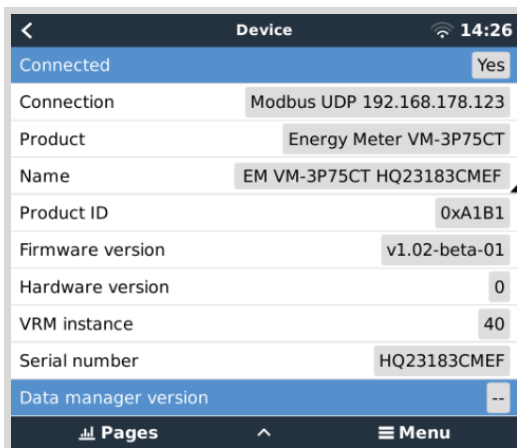 Device 14:26
Connected Yes
Connection Modbus UDP 192.168.178.123
Product Energy Meter VM-3P75CT
Name EM VM-3P75CT HQ23183CMEF
Product ID 0xA1B1
Firmware version v1.02-beta-01
Hardware version 0
VRM instance 40
Serial number HQ23183CMEF
Data manager version --
Pages Menu